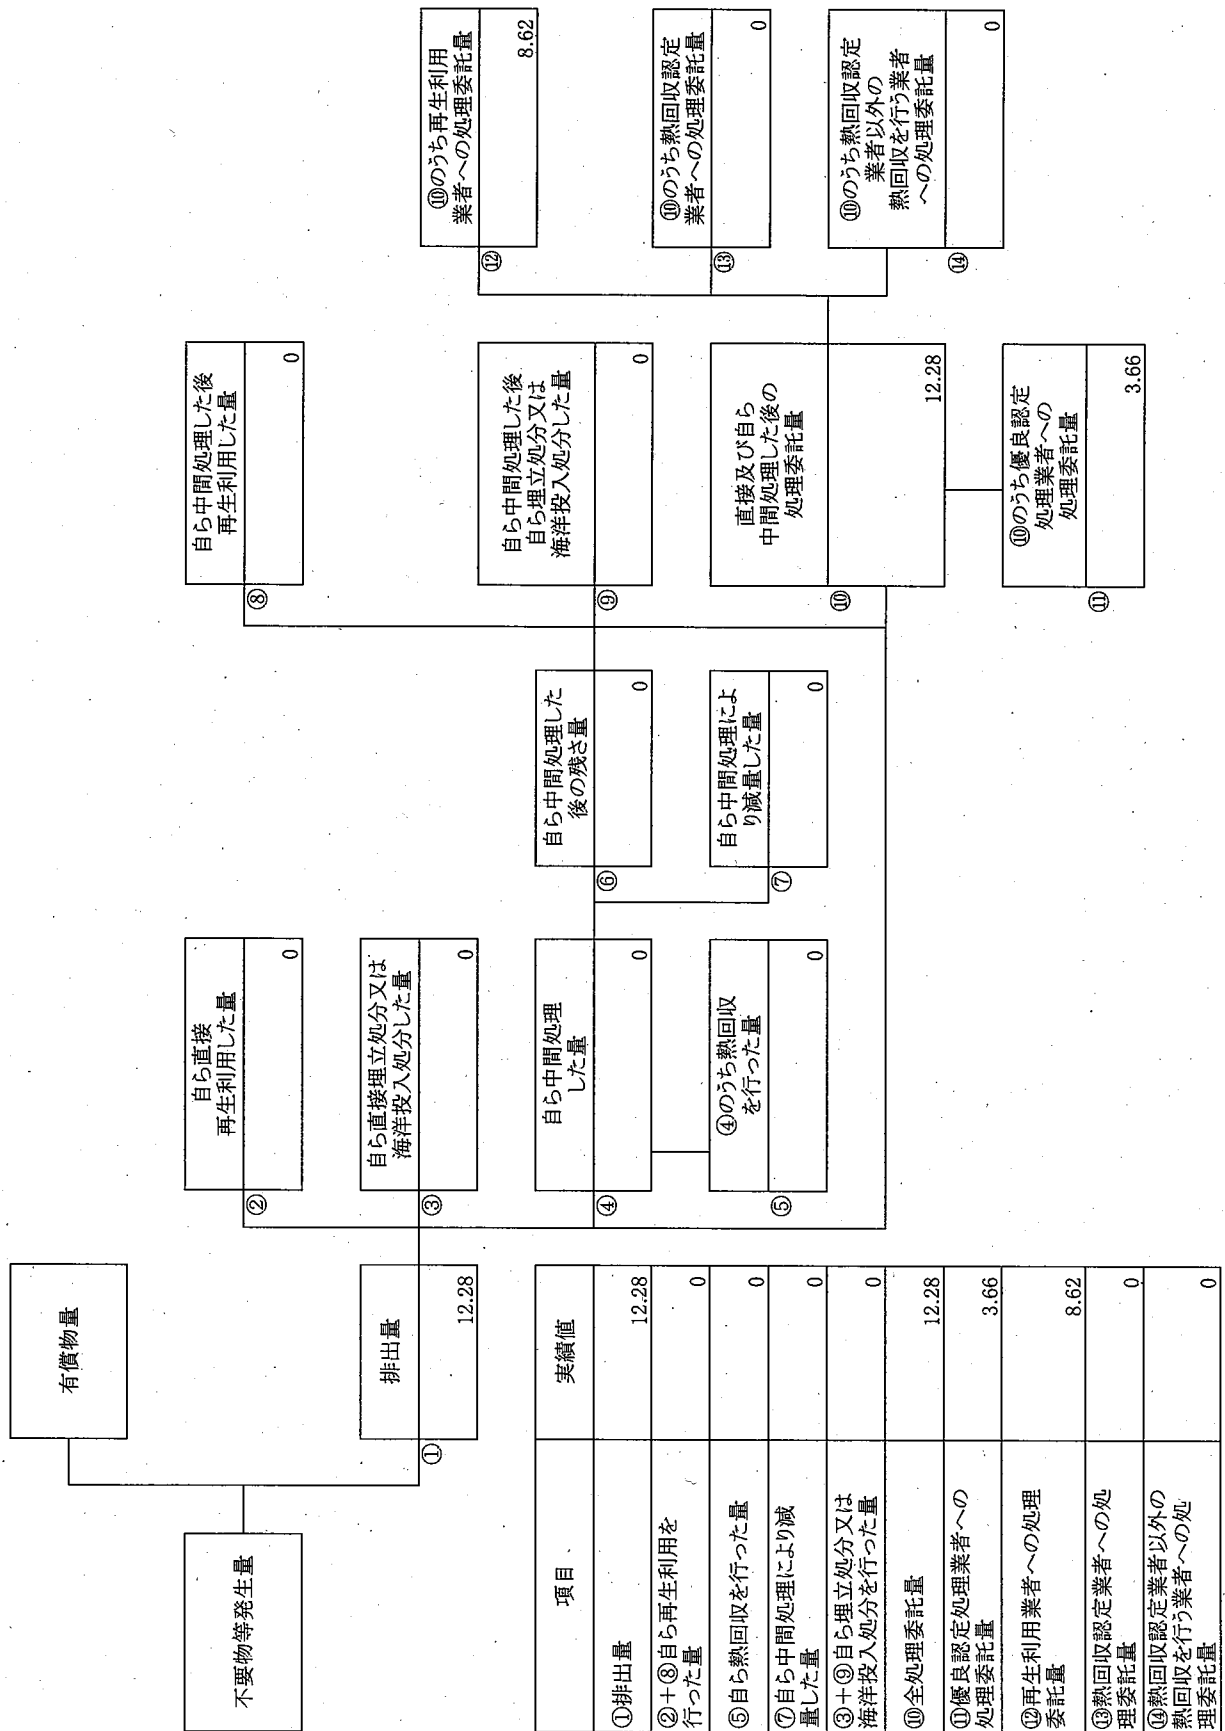 不要物等発生量
有償物量
①
排出量
12.28
②
自ら直接
再生利用した量
0
③
自ら直接埋立処分又は
海洋投入処分した量
0
④
自ら中間処理
した量
0
⑤
④のうち熱回収
を行った量
0
⑥
自ら中間処理した
後の残さ量
0
⑦
自ら中間処理によ
り減量した量
0
⑧
自ら中間処理した後
再生利用した量
0
⑨
自ら中間処理した後
自ら埋立処分又は
海洋投入処分した量
0
⑩
直接及び自ら
中間処理した後の
処理委託量
12.28
⑪
⑩のうち優良認定
処理業者への
処理委託量
3.66
⑫
⑩のうち再生利用
業者への処理委託量
8.62
⑬
⑩のうち熱回収認定
業者への処理委託量
0
⑭
⑩のうち熱回収認定
業者以外の
熱回収を行う業者
への処理委託量
0
項目 実績値
①排出量 12.28
②+⑧自ら再生利用を
行った量 0
⑤自ら熱回収を行った量 0
⑦自ら中間処理により減
量した量 0
③+⑨自ら埋立処分又は
海洋投入処分を行った量 0
⑩全処理委託量 12.28
⑪優良認定処理業者への
処理委託量 3.66
⑫再生利用業者への処理
委託量 8.62
⑬熱回収認定業者への処
理委託量 0
⑭熱回収認定業者以外の
熱回収を行う業者への処
理委託量 0